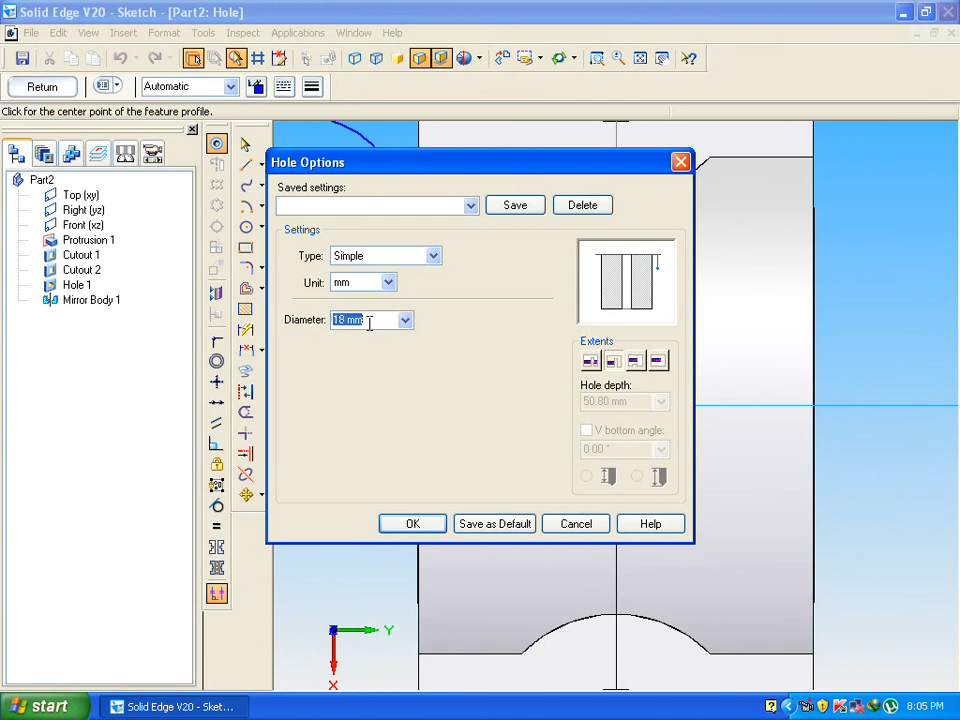 Solid Edge V20 - Sketch - [Part2: Hole]
File Edit View Insert Format Tools Inspect Applications Window Help
Return
Automatic
Click for the center point of the feature profile.
Part2
Top (xy)
Right (yz)
Front (xz)
Protrusion 1
Cutout 1
Cutout 2
Hole 1
Mirror Body 1
Hole Options
Saved settings:
Save
Delete
Settings
Type: Simple
Unit: mm
Diameter: 18 mm
Extents
Hole depth:
50.80 mm
V bottom angle:
0.00 °
OK
Save as Default
Cancel
Help
Y
X
start
Solid Edge V20 - Sket...
8:05 PM